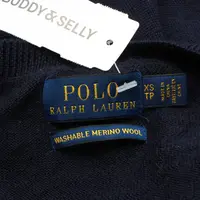 BUDDY & SELLY
POLO
RALPH LAUREN
XS
TP
WASHABLE MERINO WOOL